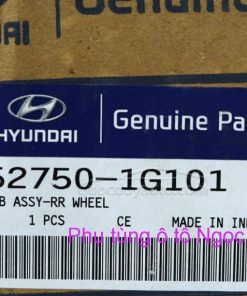 Genuine
DAI
HYUNDAI
Genuine Pa
52750-1G101
B ASSY-RR WHEEL
1 PCS CE MADE IN IN
Phụ tùng ô tô Ngọc